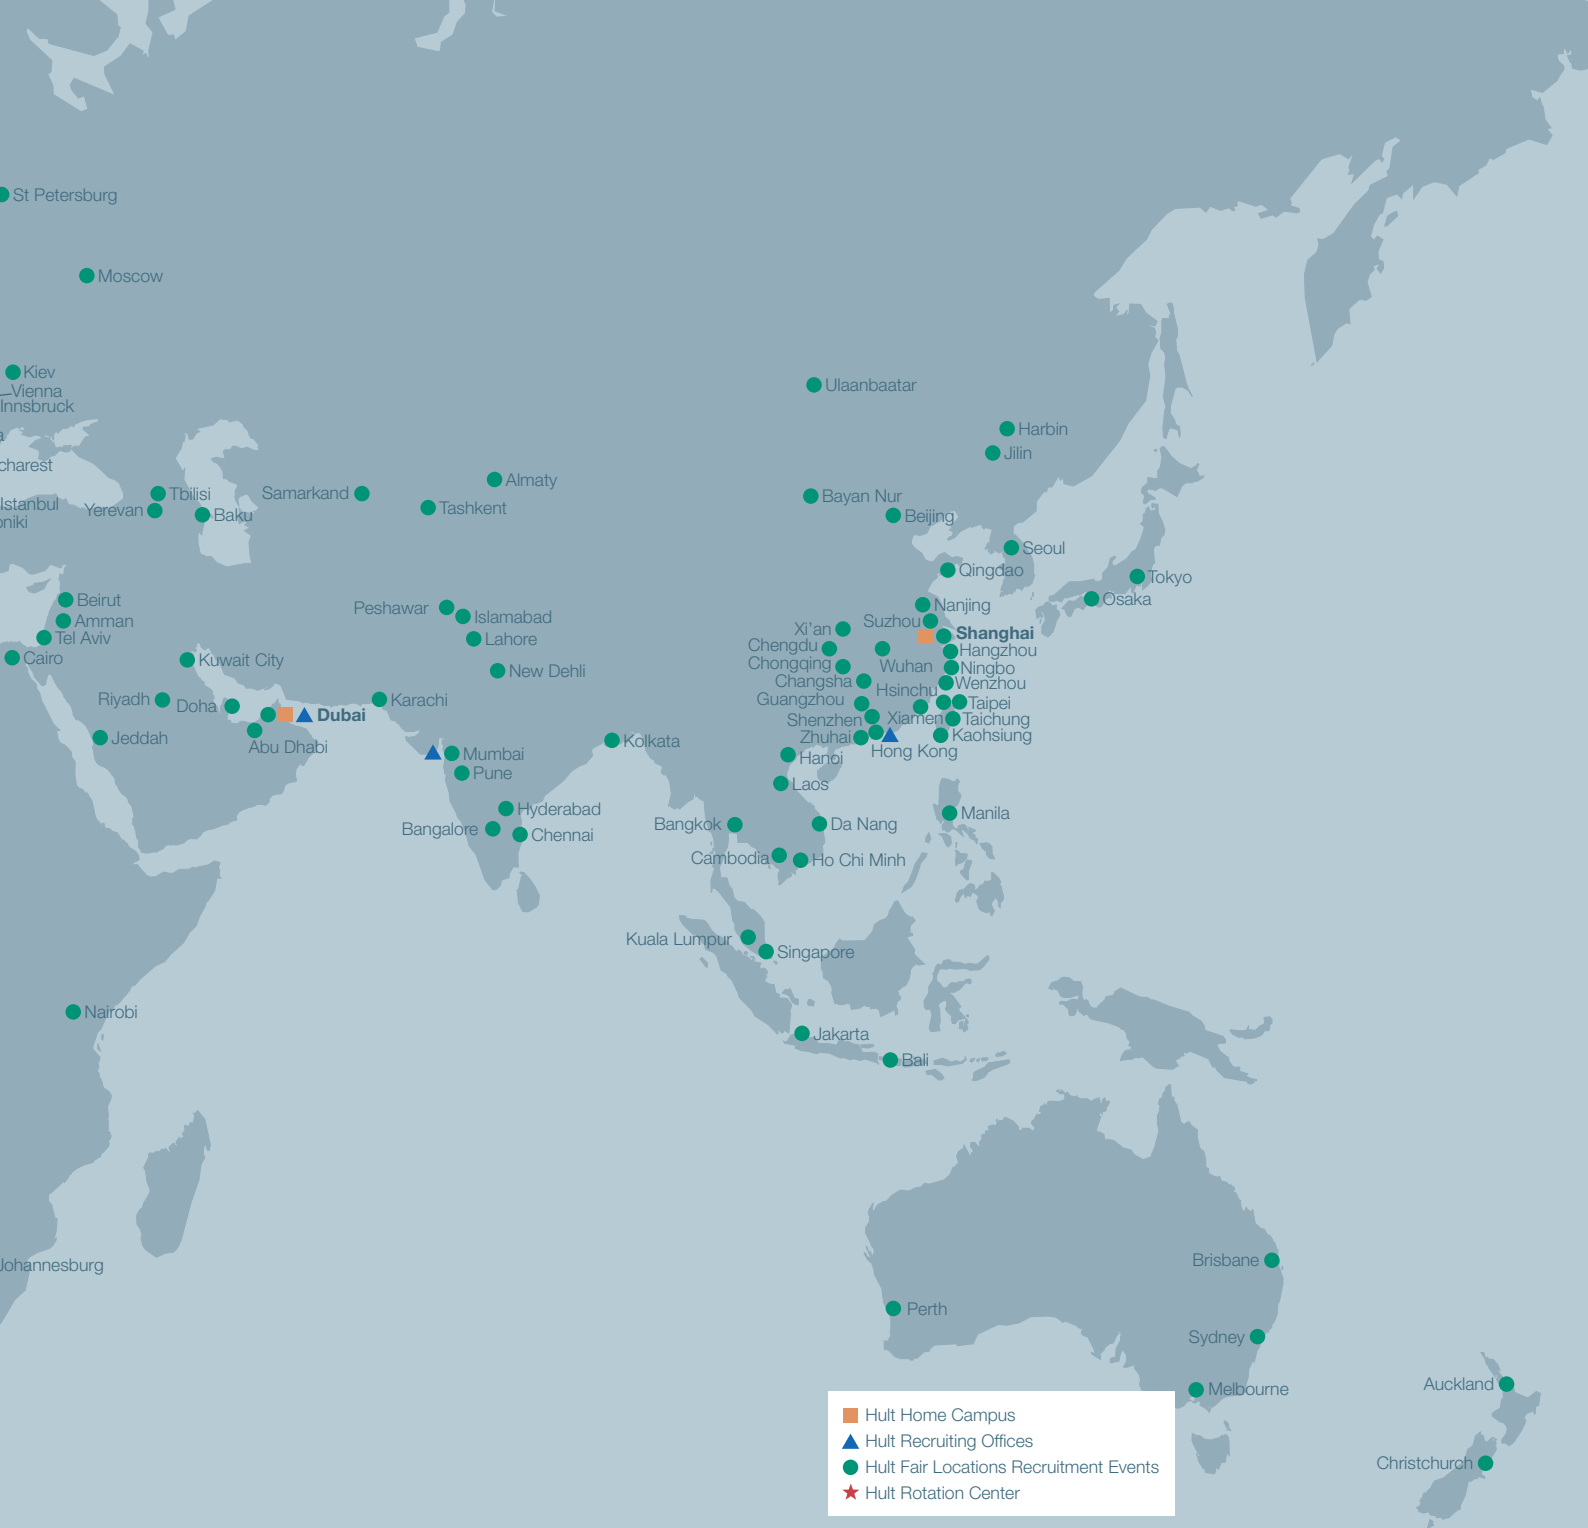 St Petersburg
Moscow
Kiev
Vienna
Innsbruck
a
charest
Istanbul
oniki
Ulaanbaatar
Harbin
Jilin
Almaty
Samarkand
Tashkent
Tbilisi
Yerevan
Baku
Bayan Nur
Beijing
Seoul
Qingdao
Tokyo
Osaka
Beirut
Amman
Tel Aviv
Cairo
Peshawar
Islamabad
Lahore
New Dehli
Nanjing
Suzhou
Xi'an
Shanghai
Chengdu
Hangzhou
Chongqing
Wuhan
Ningbo
Changsha
Hsinchu
Wenzhou
Guangzhou
Taipei
Shenzhen
Xiamen
Taichung
Zhuhai
Kaohsiung
Hong Kong
Kuwait City
Riyadh
Doha
Dubai
Karachi
Jeddah
Abu Dhabi
Kolkata
Mumbai
Pune
Hanoi
Laos
Hyderabad
Bangalore
Chennai
Bangkok
Da Nang
Manila
Cambodia
Ho Chi Minh
Kuala Lumpur
Singapore
Nairobi
Jakarta
Bali
Johannesburg
Brisbane
Perth
Sydney
Melbourne
Auckland
Christchurch
Hult Home Campus
Hult Recruiting Offices
Hult Fair Locations Recruitment Events
Hult Rotation Center